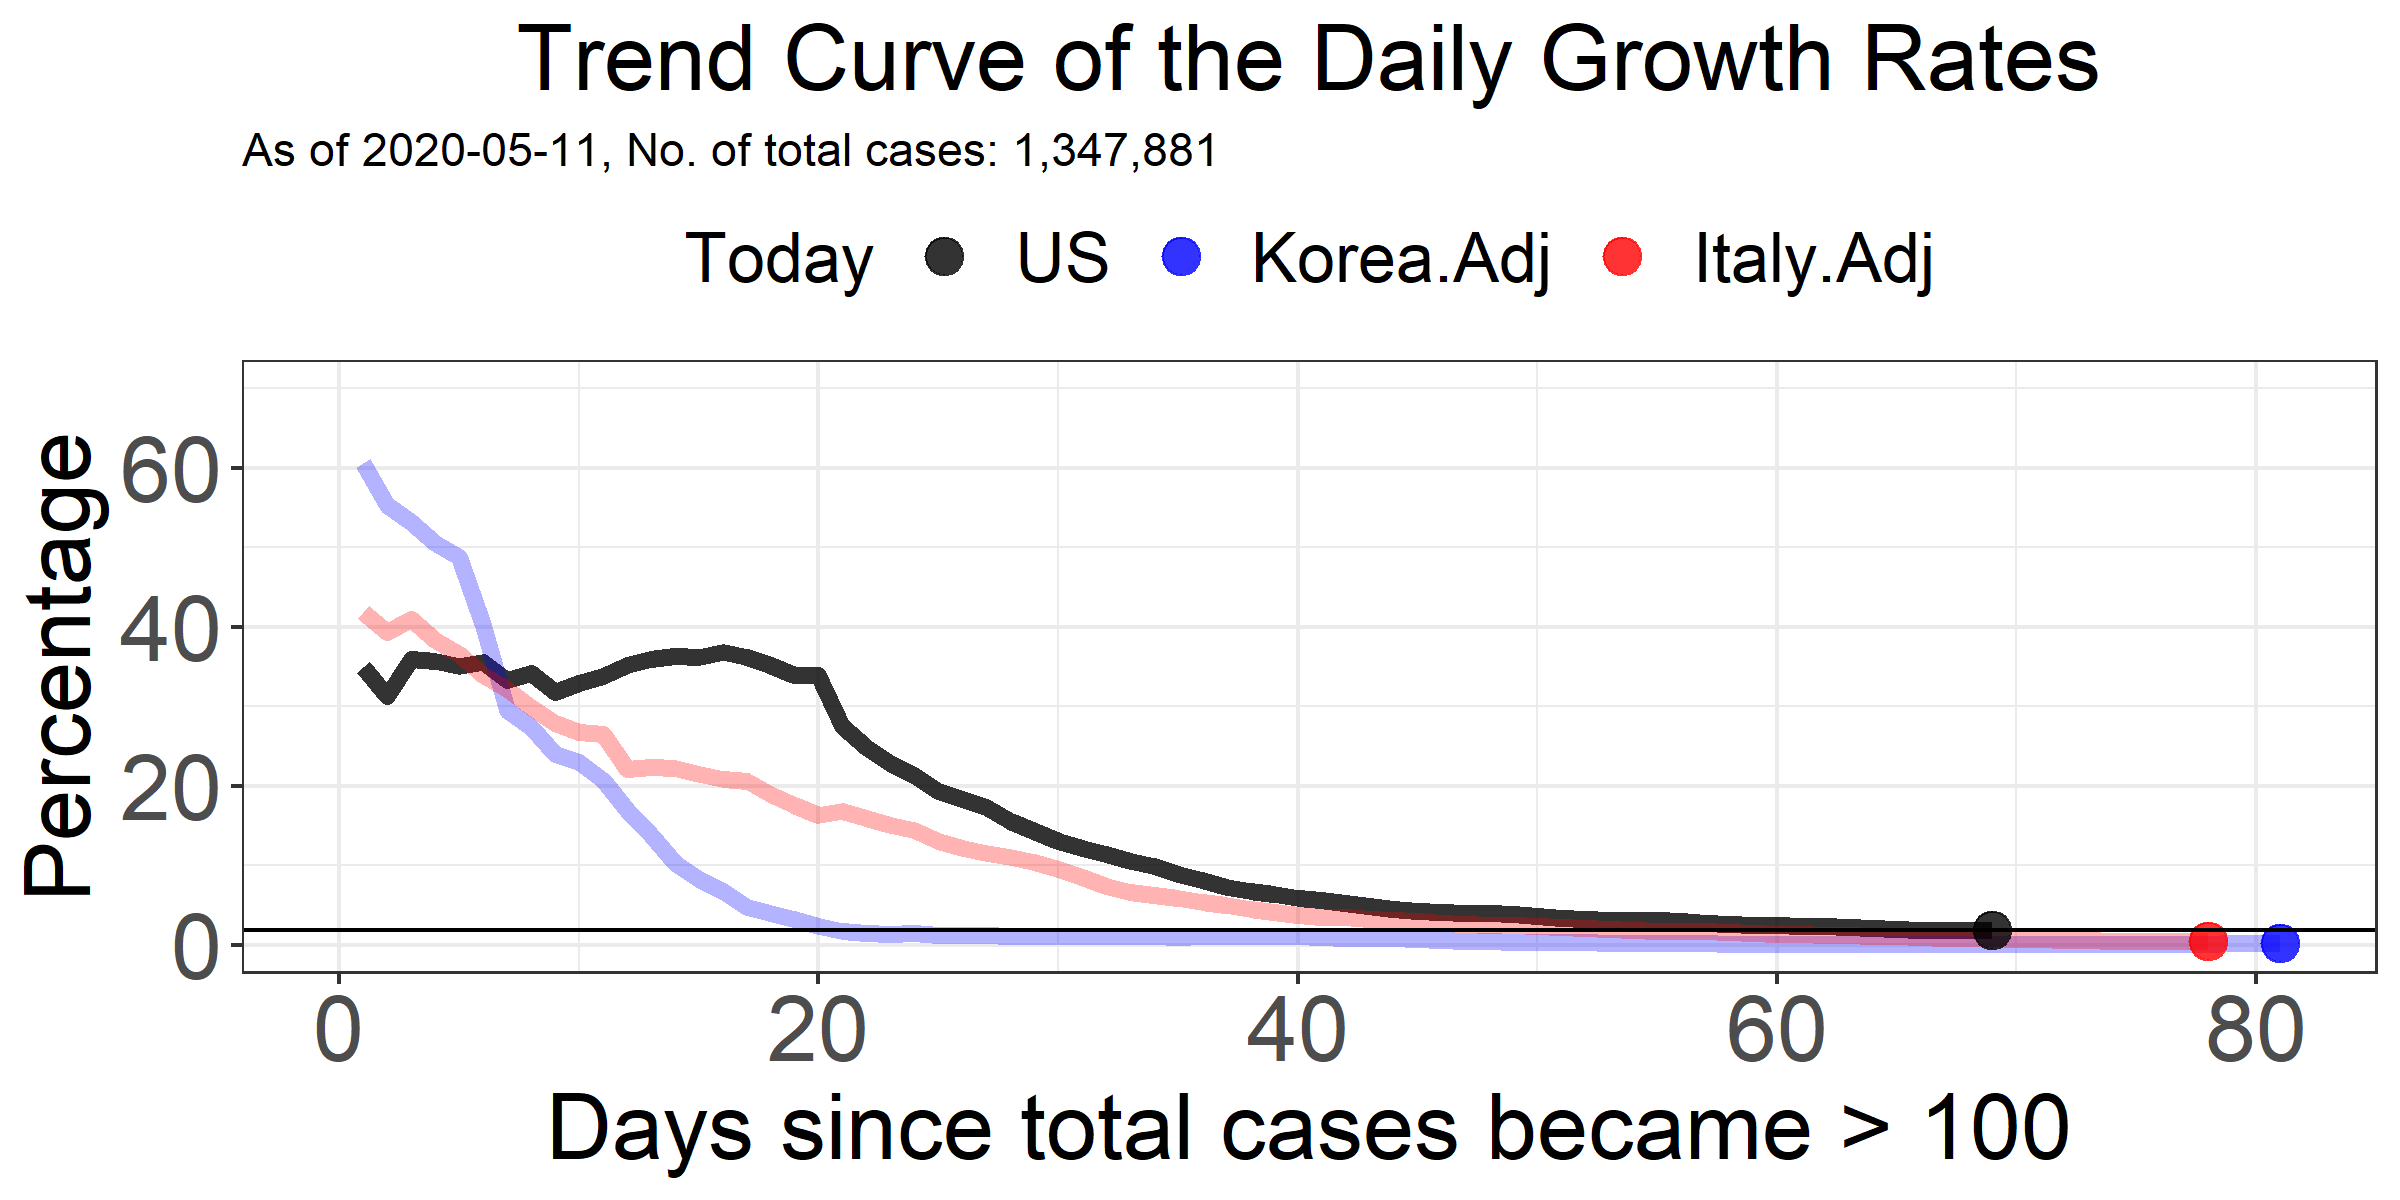 Trend Curve of the Daily Growth Rates
As of 2020-05-11, No. of total cases: 1,347,881
Today US Korea.Adj Italy.Adj
Percentage
60
40
20
0
0 20 40 60 80
Days since total cases became > 100